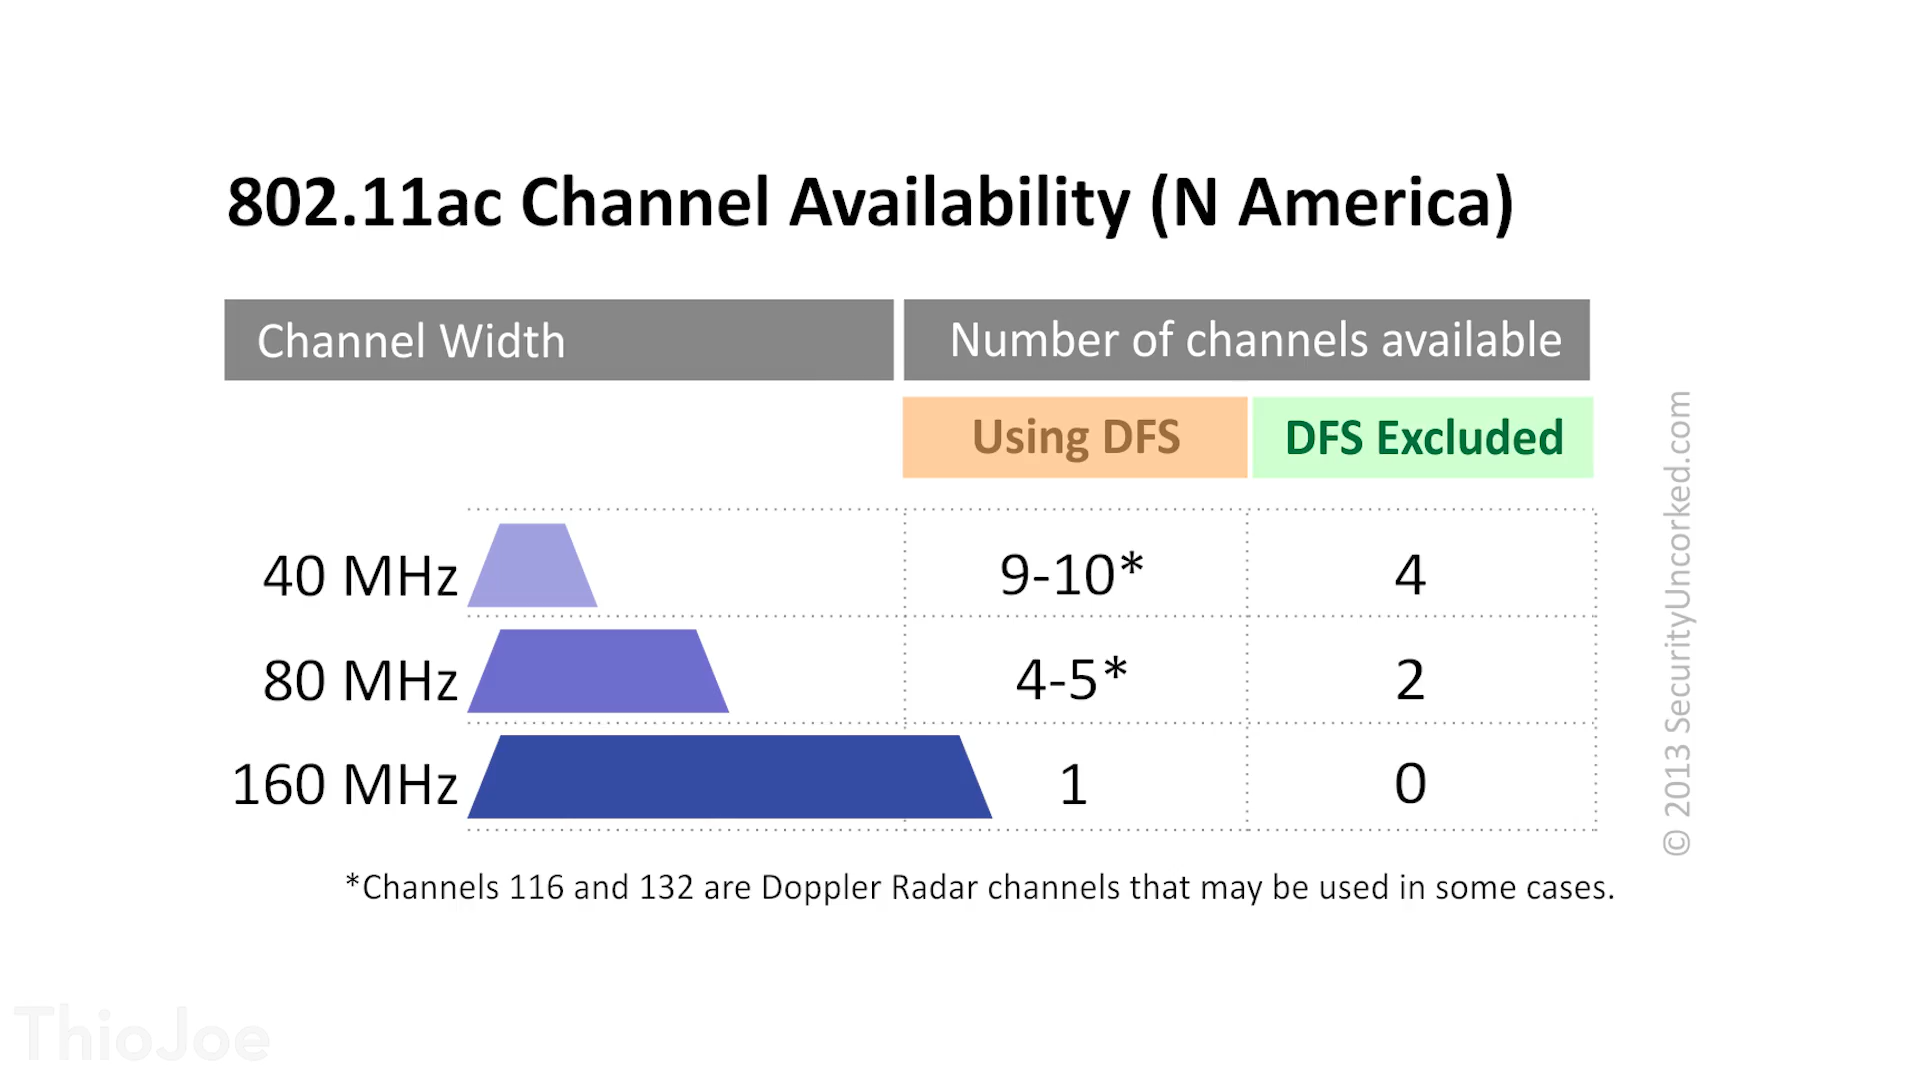 802.11ac Channel Availability (N America)
Channel Width
Number of channels available
Using DFS
DFS Excluded
40 MHz 9-10* 4
80 MHz 4-5* 2
160 MHz 1 0
*Channels 116 and 132 are Doppler Radar channels that may be used in some cases.
© 2013 SecurityUncorked.com
ThioJoe